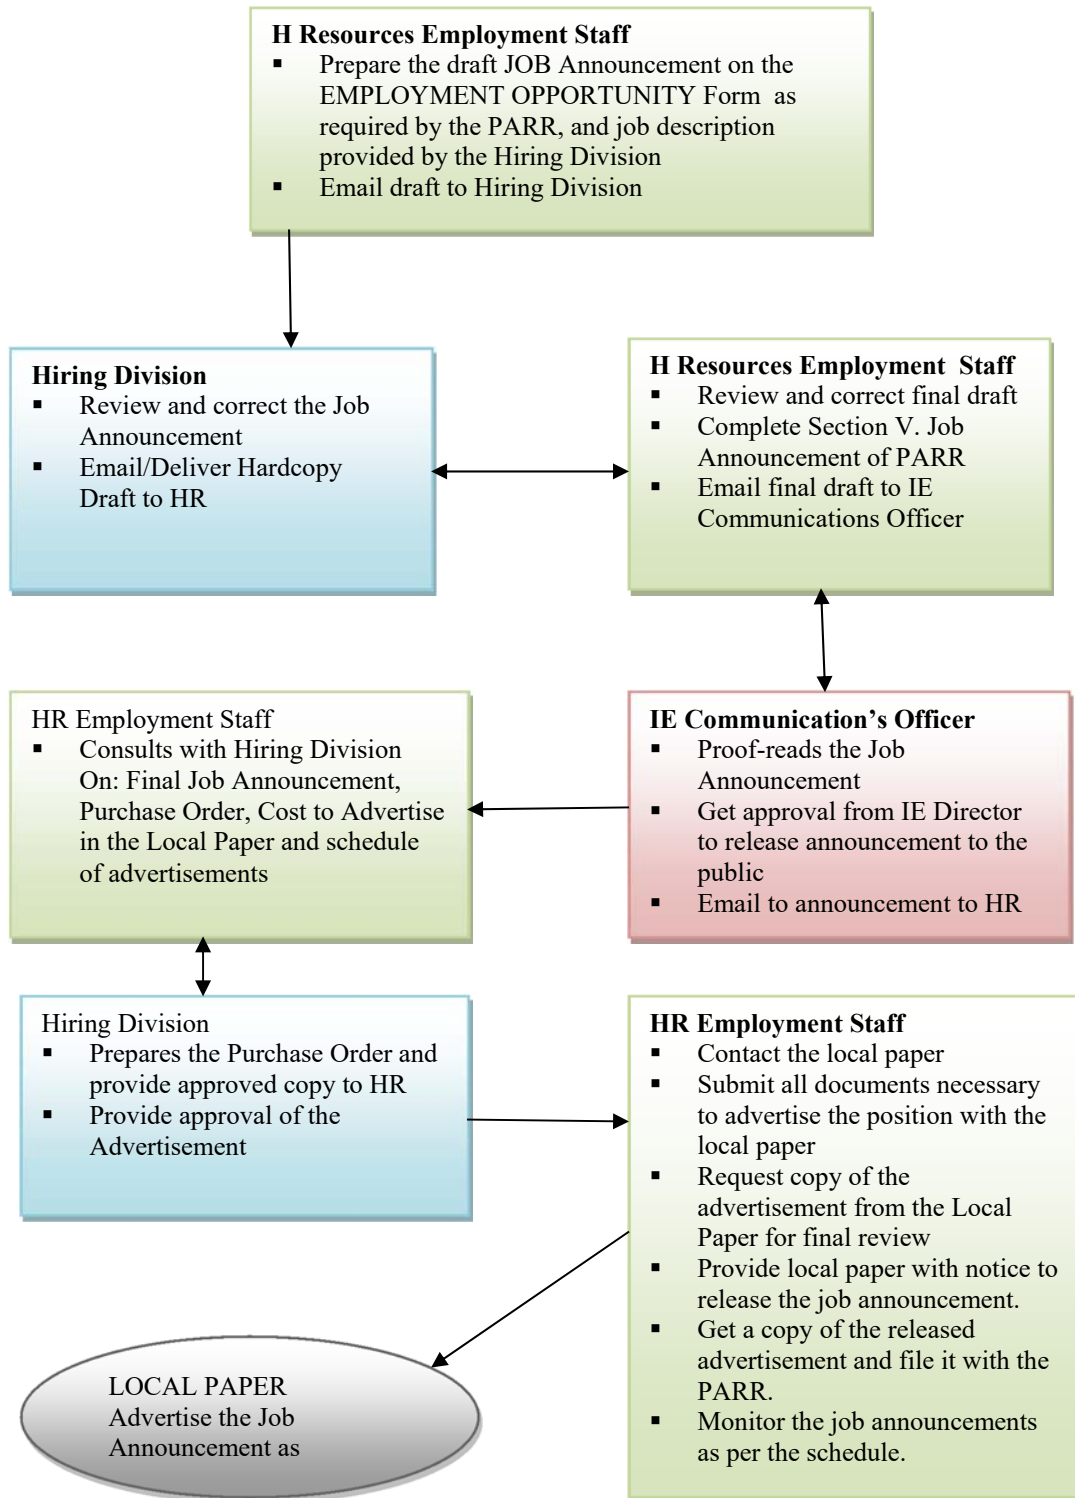 H Resources Employment Staff
▪ Prepare the draft JOB Announcement on the
EMPLOYMENT OPPORTUNITY Form as
required by the PARR, and job description
provided by the Hiring Division
▪ Email draft to Hiring Division
Hiring Division
▪ Review and correct the Job
Announcement
▪ Email/Deliver Hardcopy
Draft to HR
H Resources Employment Staff
▪ Review and correct final draft
▪ Complete Section V. Job
Announcement of PARR
▪ Email final draft to IE
Communications Officer
HR Employment Staff
▪ Consults with Hiring Division
On: Final Job Announcement,
Purchase Order, Cost to Advertise
in the Local Paper and schedule
of advertisements
IE Communication’s Officer
▪ Proof-reads the Job
Announcement
▪ Get approval from IE Director
to release announcement to the
public
▪ Email to announcement to HR
Hiring Division
▪ Prepares the Purchase Order and
provide approved copy to HR
▪ Provide approval of the
Advertisement
HR Employment Staff
▪ Contact the local paper
▪ Submit all documents necessary
to advertise the position with the
local paper
▪ Request copy of the
advertisement from the Local
Paper for final review
▪ Provide local paper with notice to
release the job announcement.
▪ Get a copy of the released
advertisement and file it with the
PARR.
▪ Monitor the job announcements
as per the schedule.
LOCAL PAPER
Advertise the Job
Announcement as